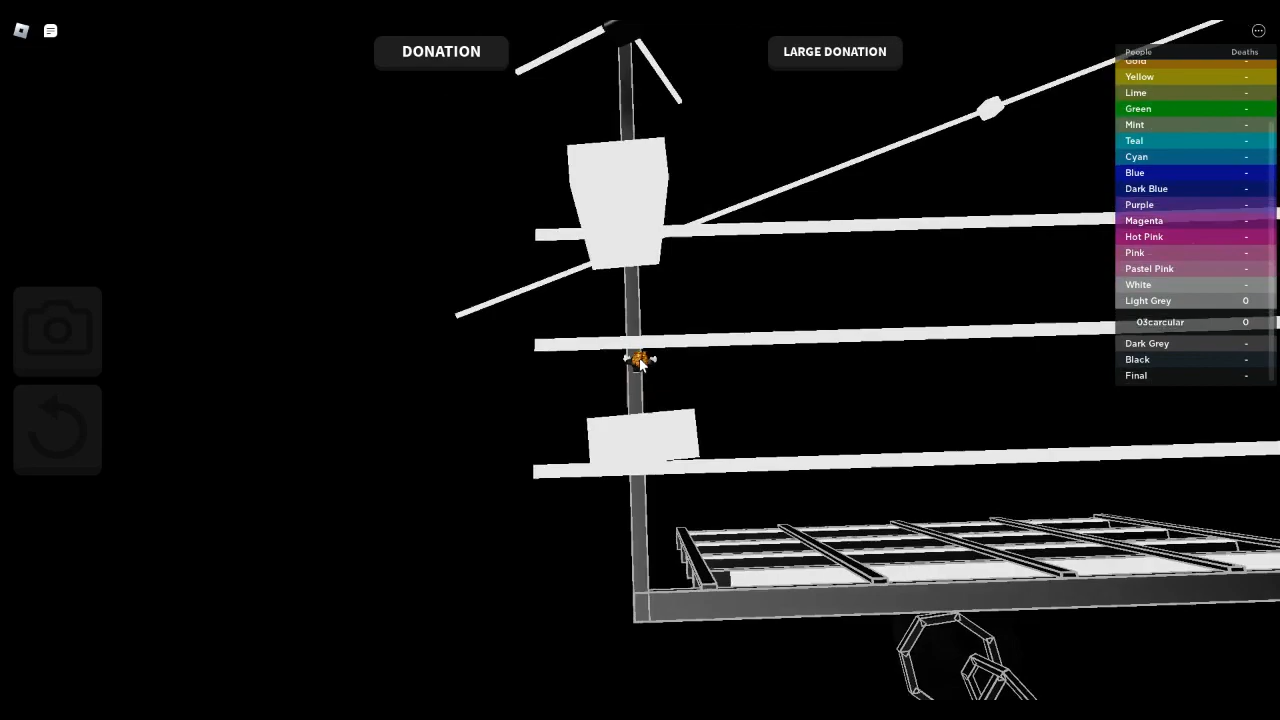 DONATION
LARGE DONATION
People Deaths
Gold -
Yellow -
Lime -
Green -
Mint -
Teal -
Cyan -
Blue -
Dark Blue -
Purple -
Magenta -
Hot Pink -
Pink -
Pastel Pink -
White -
Light Grey 0
03carcular 0
Dark Grey -
Black -
Final -